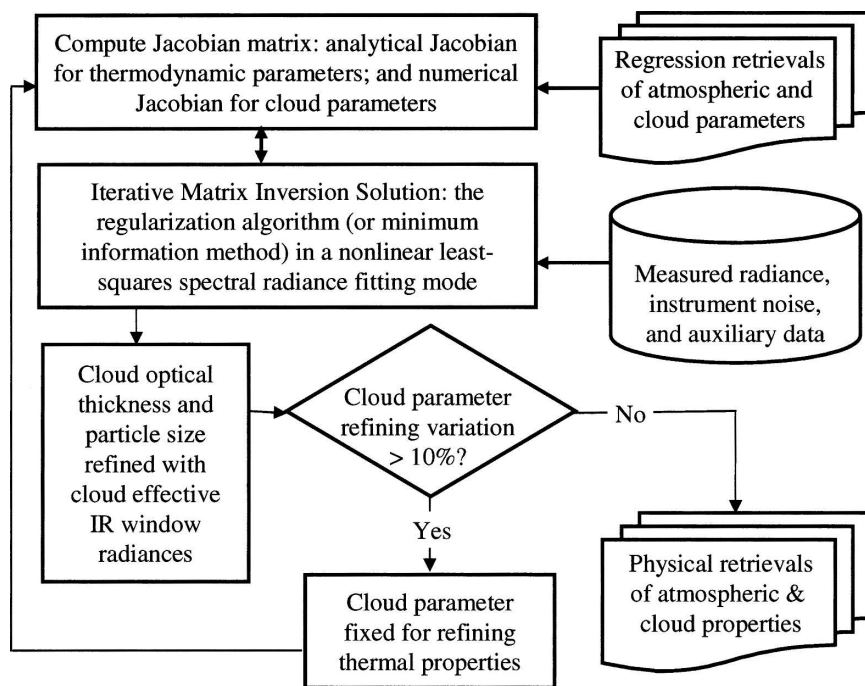 Compute Jacobian matrix: analytical Jacobian
for thermodynamic parameters; and numerical
Jacobian for cloud parameters
Regression retrievals
of atmospheric and
cloud parameters
Iterative Matrix Inversion Solution: the
regularization algorithm (or minimum
information method) in a nonlinear least-
squares spectral radiance fitting mode
Measured radiance,
instrument noise,
and auxiliary data
Cloud optical
thickness and
particle size
refined with
cloud effective
IR window
radiances
Cloud parameter
refining variation
> 10%?
No
Yes
Cloud parameter
fixed for refining
thermal properties
Physical retrievals
of atmospheric &
cloud properties